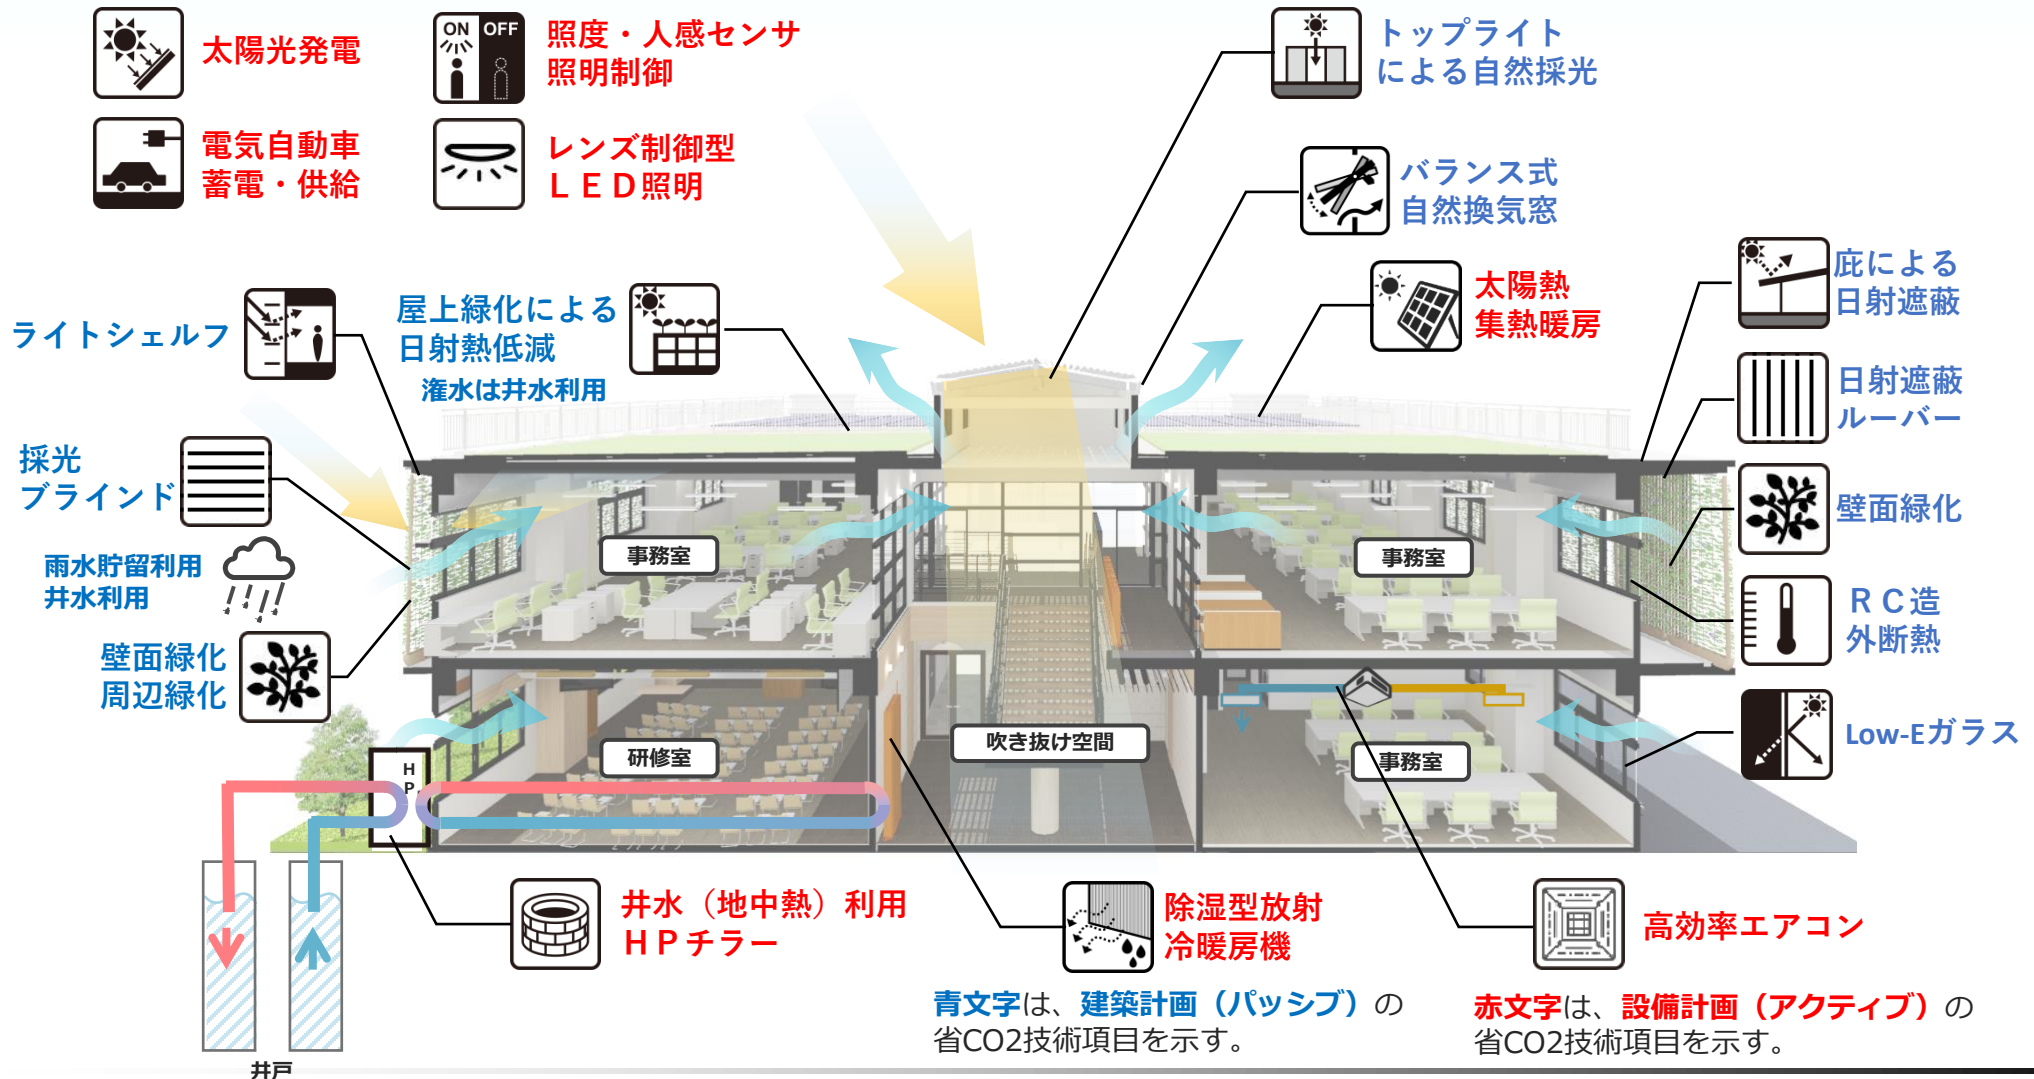 太陽光発電
ON OFF
照度・人感センサ
照明制御
電気自動車
蓄電・供給
レンズ制御型
ＬＥＤ照明
トップライト
による自然採光
バランス式
自然換気窓
太陽熱
集熱暖房
庇による
日射遮蔽
日射遮蔽
ルーバー
壁面緑化
ＲＣ造
外断熱
Low-Eガラス
ライトシェルフ
屋上緑化による
日射熱低減
潅水は井水利用
採光
ブラインド
雨水貯留利用
井水利用
壁面緑化
周辺緑化
事務室
事務室
研修室
吹き抜け空間
事務室
H
P
井水（地中熱）利用
ＨＰチラー
除湿型放射
冷暖房機
高効率エアコン
青文字は、建築計画（パッシブ）の
省CO2技術項目を示す。
赤文字は、設備計画（アクティブ）の
省CO2技術項目を示す。
井戸